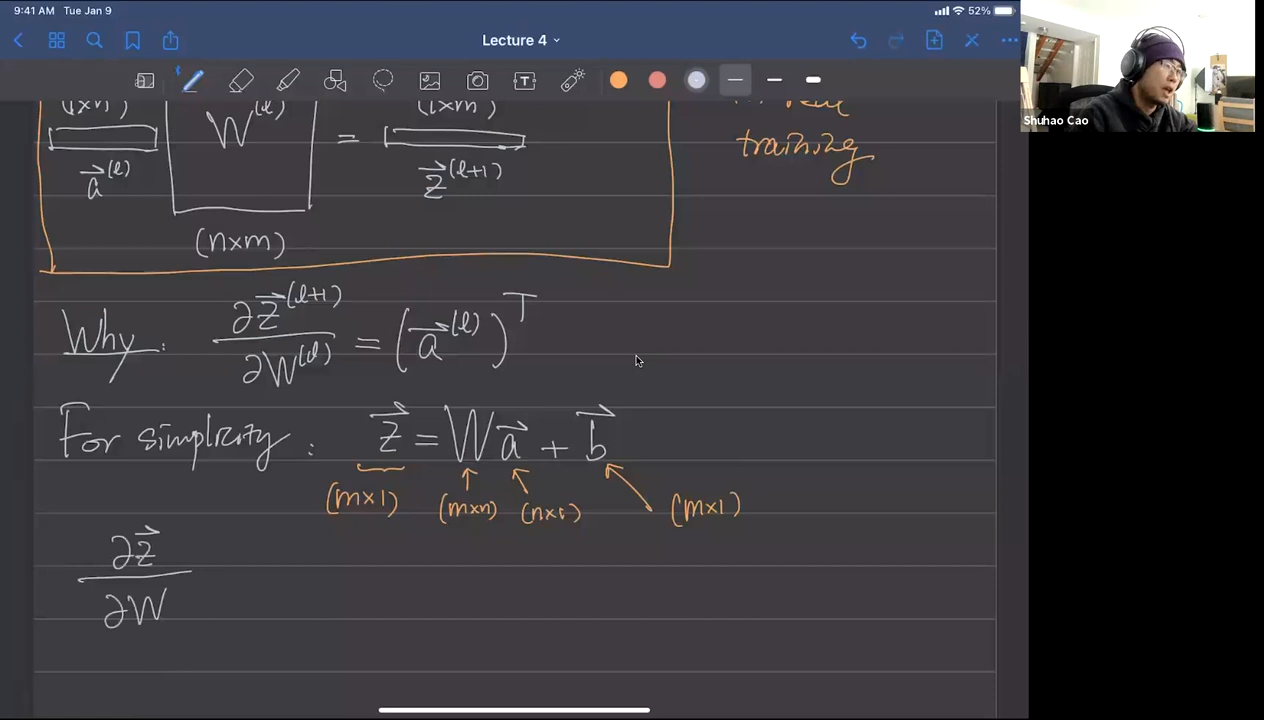 9:41 AM Tue Jan 9
52%
Lecture 4
Shuhao Cao
(1×n) W^(l) (1×m)
=
training
a⃗^(l) z⃗^(l+1)
(n×m)
Why: ∂z⃗^(l+1) / ∂W^(l) = (a⃗^(l))^T
For simplicity: z⃗ = Wa⃗ + b⃗
(m×1) (m×n) (n×1) (m×1)
∂z⃗ / ∂W